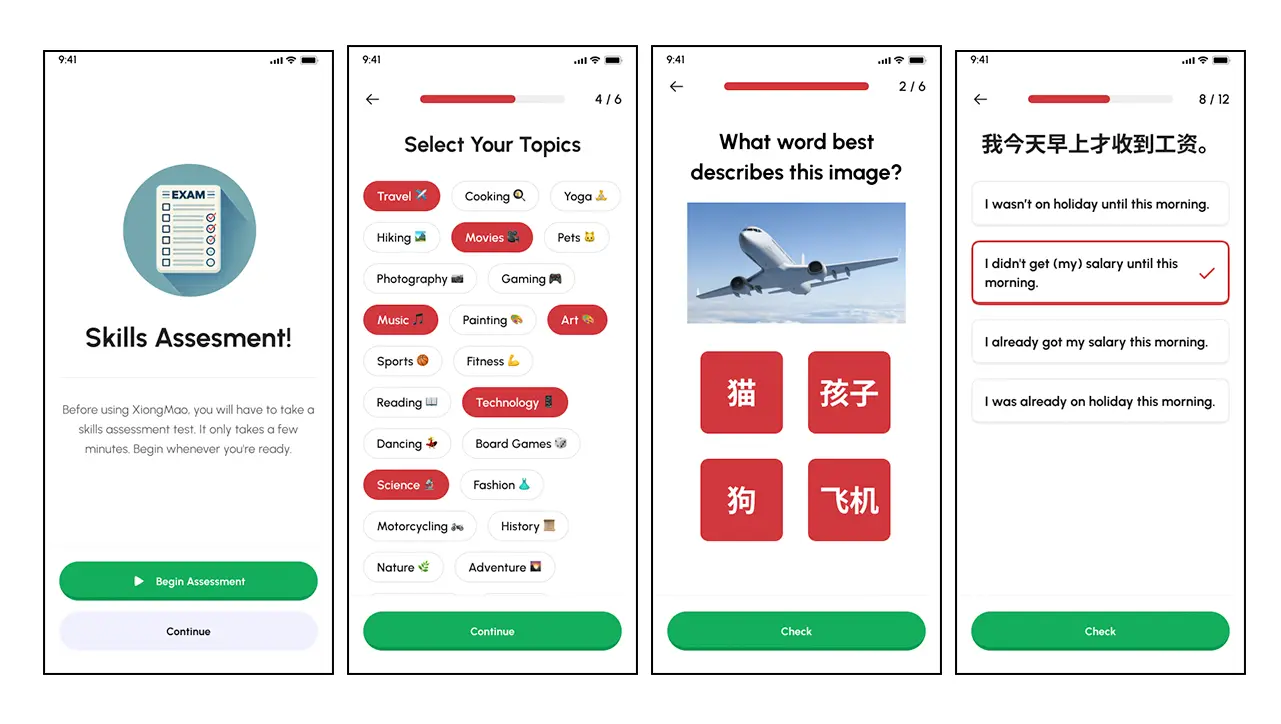 9:41
EXAM
Skills Assesment!
Before using XiongMao, you will have to take a
skills assessment test. It only takes a few
minutes. Begin whenever you're ready.
Begin Assessment
Continue
9:41
4 / 6
Select Your Topics
Travel
Cooking
Yoga
Hiking
Movies
Pets
Photography
Gaming
Music
Painting
Art
Sports
Fitness
Reading
Technology
Dancing
Board Games
Science
Fashion
Motorcycling
History
Nature
Adventure
Continue
9:41
2 / 6
What word best
describes this image?
猫
孩子
狗
飞机
Check
9:41
8 / 12
我今天早上才收到工资。
I wasn't on holiday until this morning.
I didn't get (my) salary until this
morning.
I already got my salary this morning.
I was already on holiday this morning.
Check